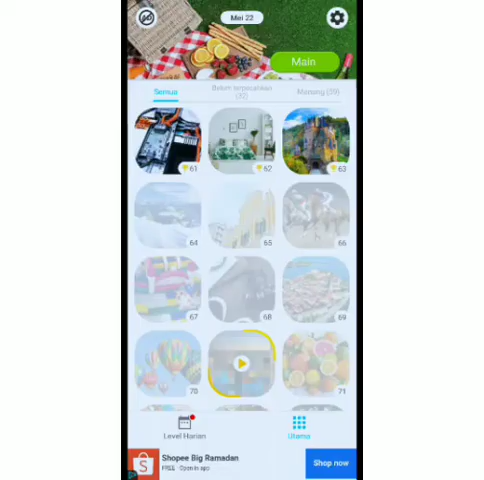 Mei 22
Main
Semua
Belum terpecahkan
(32)
Menang (39)
61
62
63
64
65
66
67
68
69
70
71
Level Harian
Utama
Shopee Big Ramadan
FREE · Open in app
Shop now